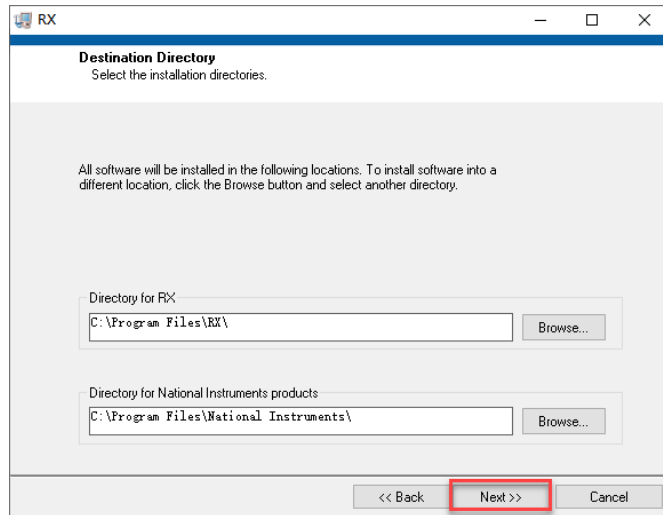 RX
Destination Directory
Select the installation directories.
All software will be installed in the following locations. To install software into a
different location, click the Browse button and select another directory.
Directory for RX
C:\Program Files\RX\
Browse...
Directory for National Instruments products
C:\Program Files\National Instruments\
Browse...
<< Back
Next >>
Cancel